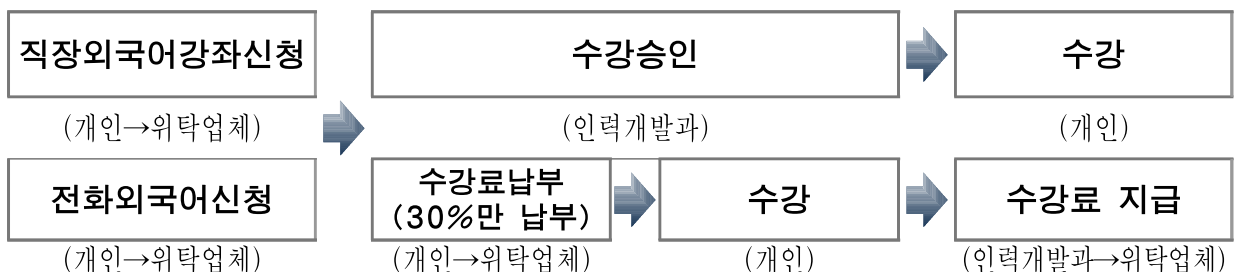 직장외국어강좌신청
수강승인
수강
(개인→위탁업체)
(인력개발과)
(개인)
전화외국어신청
수강료납부
(30%만 납부)
수강
수강료 지급
(개인→위탁업체)
(개인→위탁업체)
(개인)
(인력개발과→위탁업체)